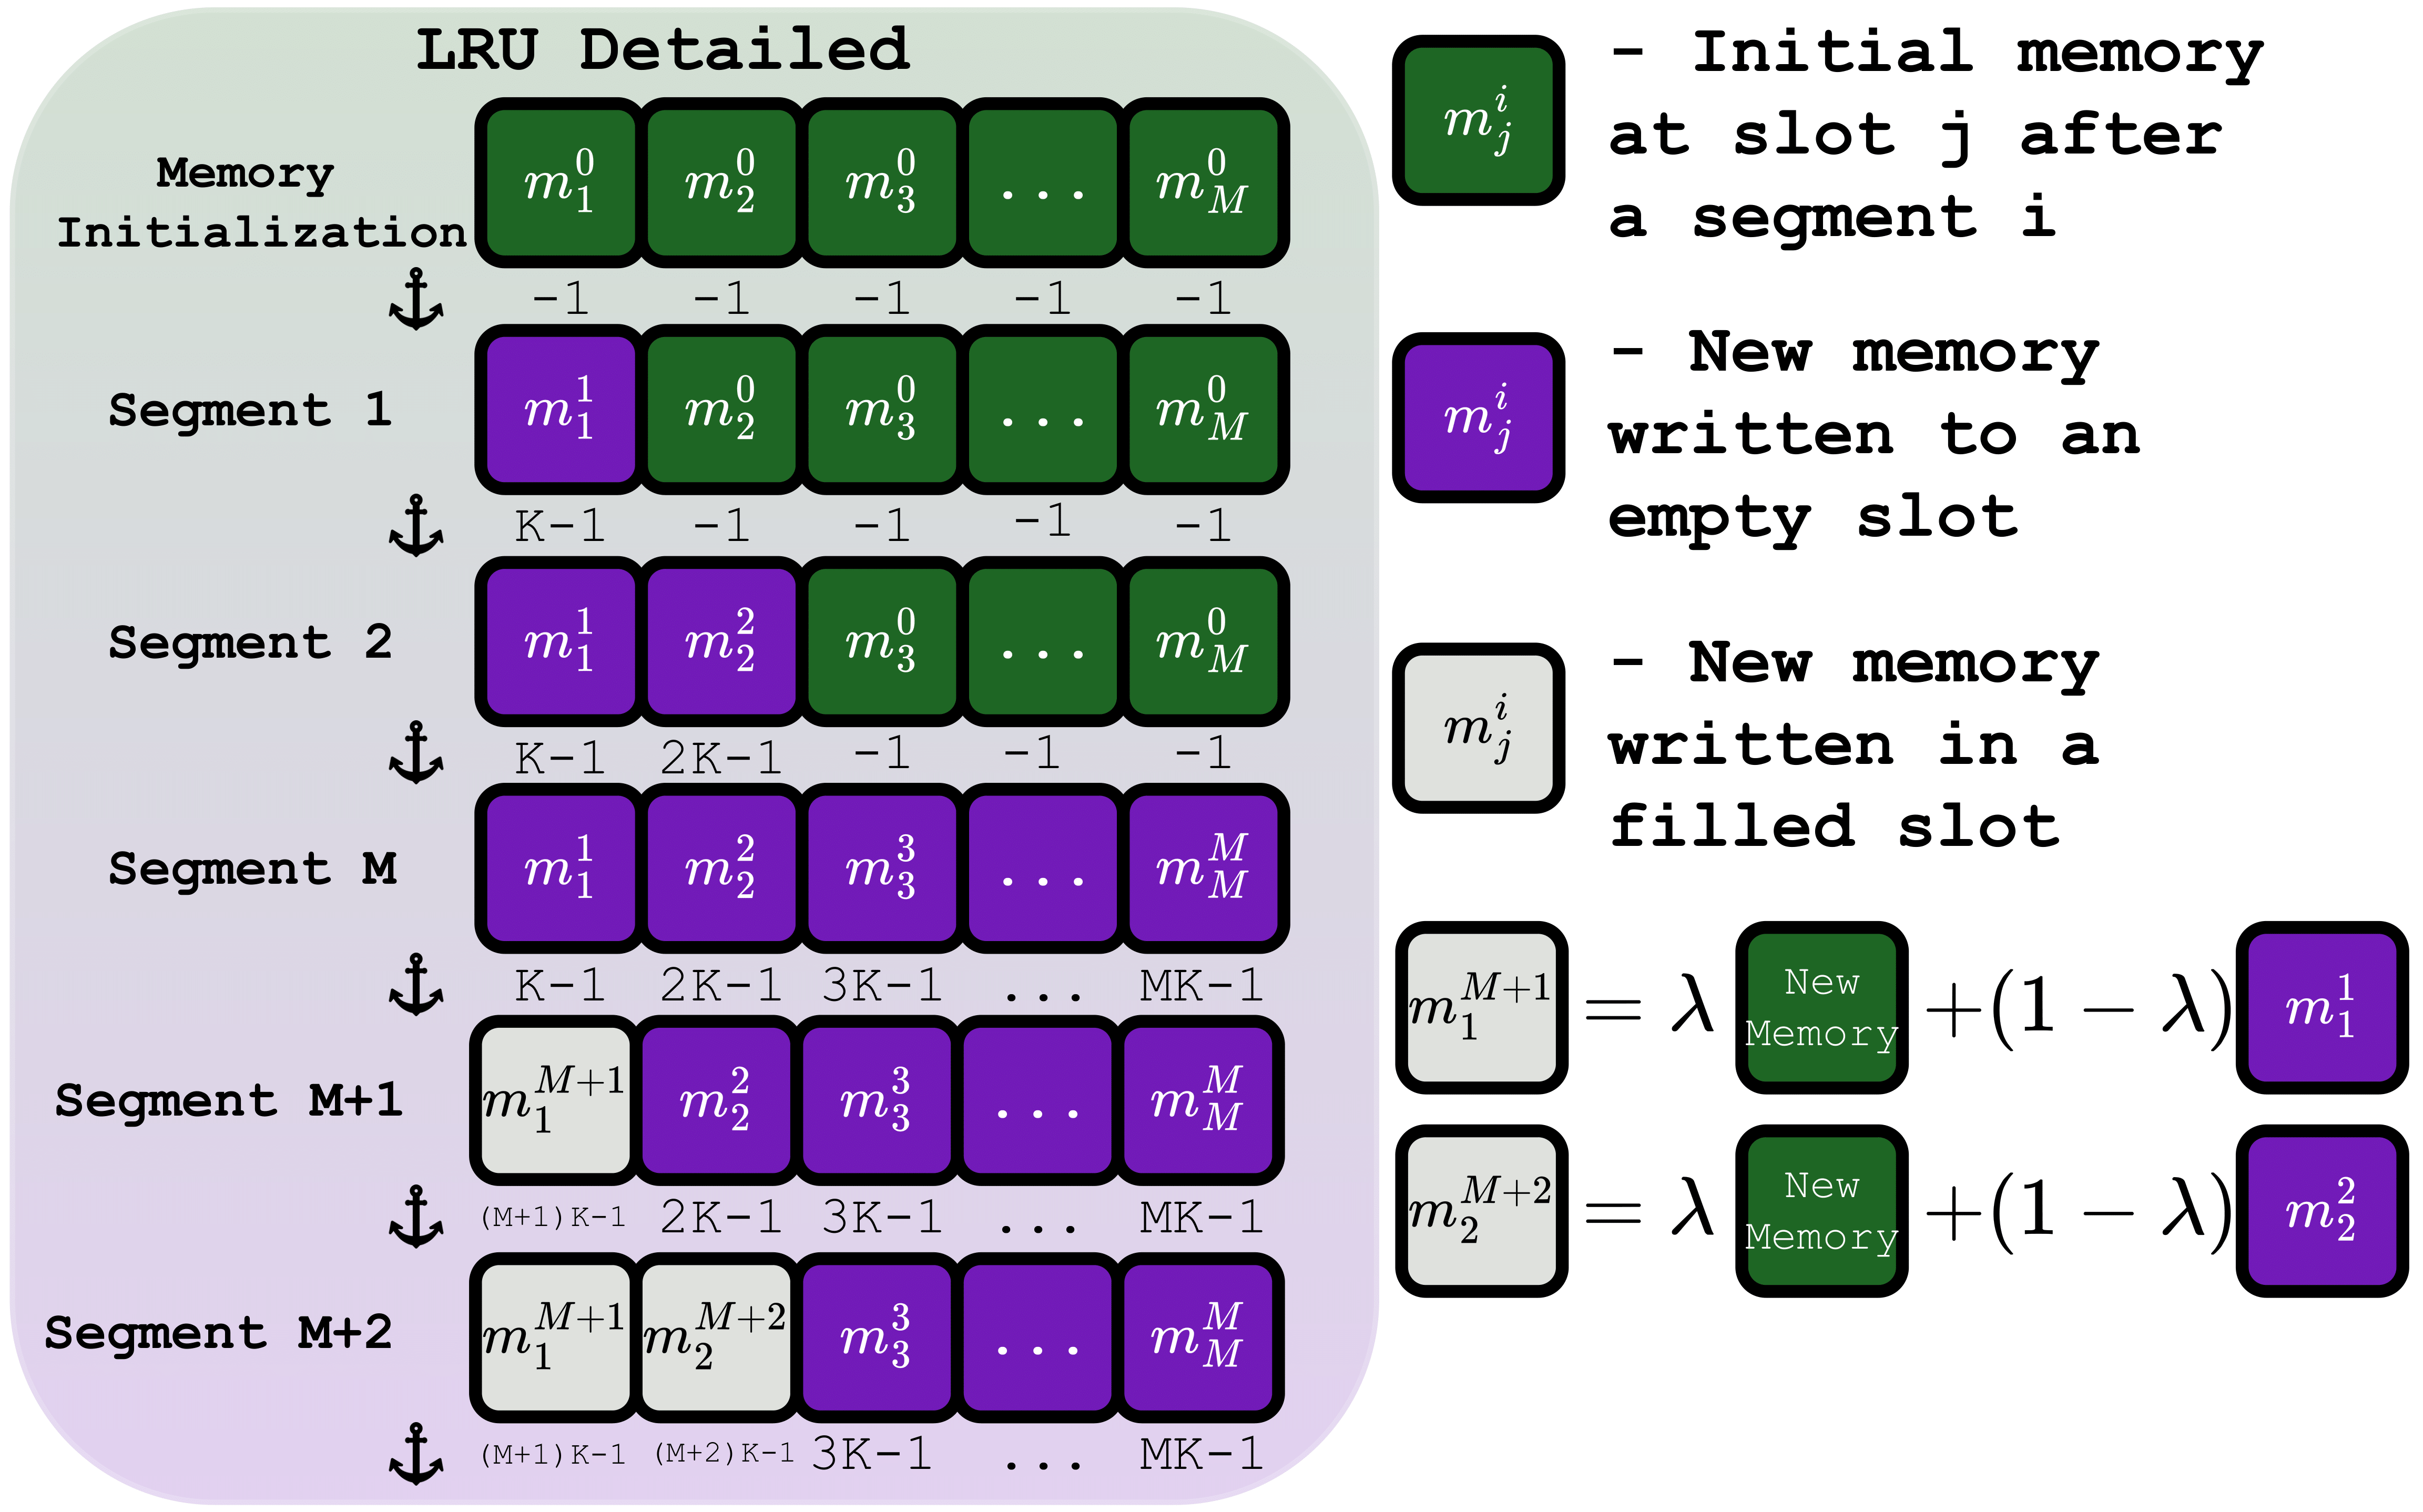 LRU Detailed
Memory
Initialization
m_1^0 m_2^0 m_3^0 ... m_M^0
-1 -1 -1 -1 -1
Segment 1
m_1^1 m_2^0 m_3^0 ... m_M^0
K-1 -1 -1 -1 -1
Segment 2
m_1^1 m_2^2 m_3^0 ... m_M^0
K-1 2K-1 -1 -1 -1
Segment M
m_1^1 m_2^2 m_3^3 ... m_M^M
K-1 2K-1 3K-1 ... MK-1
Segment M+1
m_1^{M+1} m_2^2 m_3^3 ... m_M^M
(M+1)K-1 2K-1 3K-1 ... MK-1
Segment M+2
m_1^{M+1} m_2^{M+2} m_3^3 ... m_M^M
(M+1)K-1 (M+2)K-1 3K-1 ... MK-1
m_j^i
- Initial memory
at slot j after
a segment i
m_j^i
- New memory
written to an
empty slot
m_j^i
- New memory
written in a
filled slot
m_1^{M+1} = λ New Memory +(1 − λ) m_1^1
m_2^{M+2} = λ New Memory +(1 − λ) m_2^2